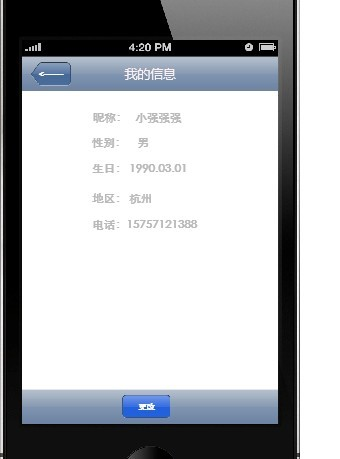 4:20 PM
我的信息
昵称： 小强强强
性别： 男
生日： 1990.03.01
地区： 杭州
电话：15757121388
更改